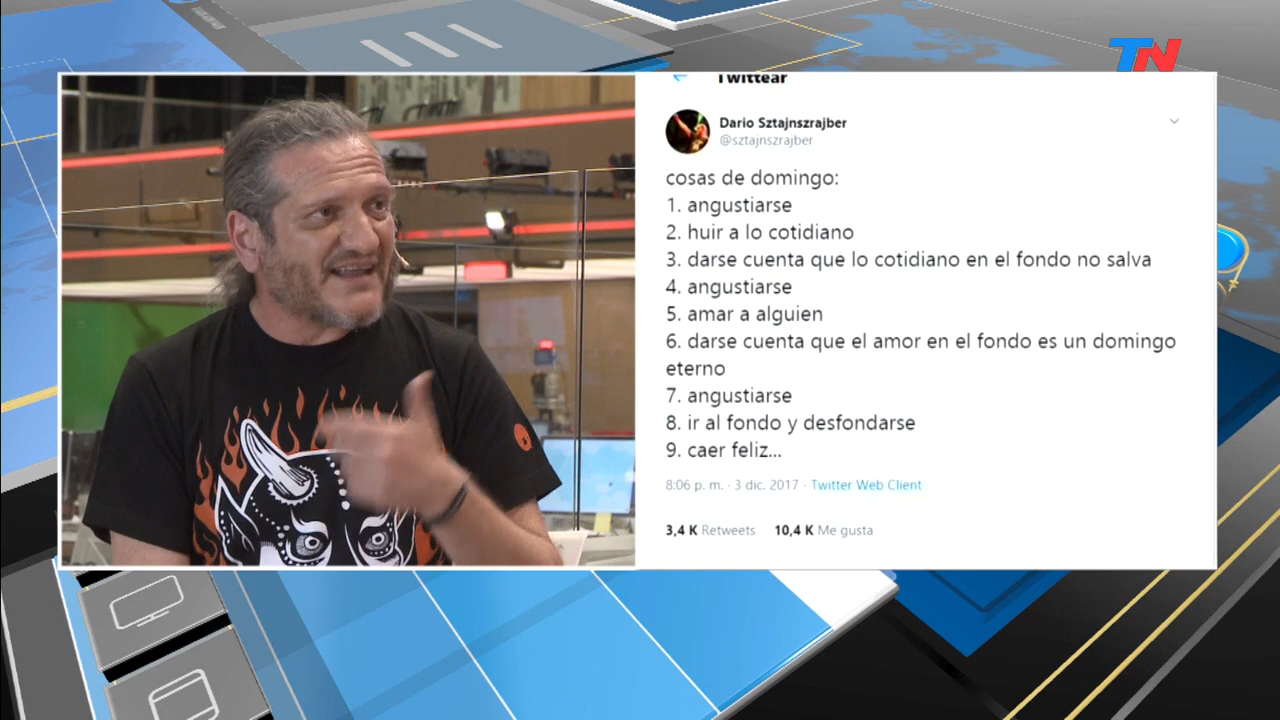 TN
Twittear
Dario Sztajnszrajber
@sztajnszrajber
cosas de domingo:
1. angustiarse
2. huir a lo cotidiano
3. darse cuenta que lo cotidiano en el fondo no salva
4. angustiarse
5. amar a alguien
6. darse cuenta que el amor en el fondo es un domingo
eterno
7. angustiarse
8. ir al fondo y desfondarse
9. caer feliz...
8:06 p. m. · 3 dic. 2017 · Twitter Web Client
3,4 K Retweets 10,4 K Me gusta